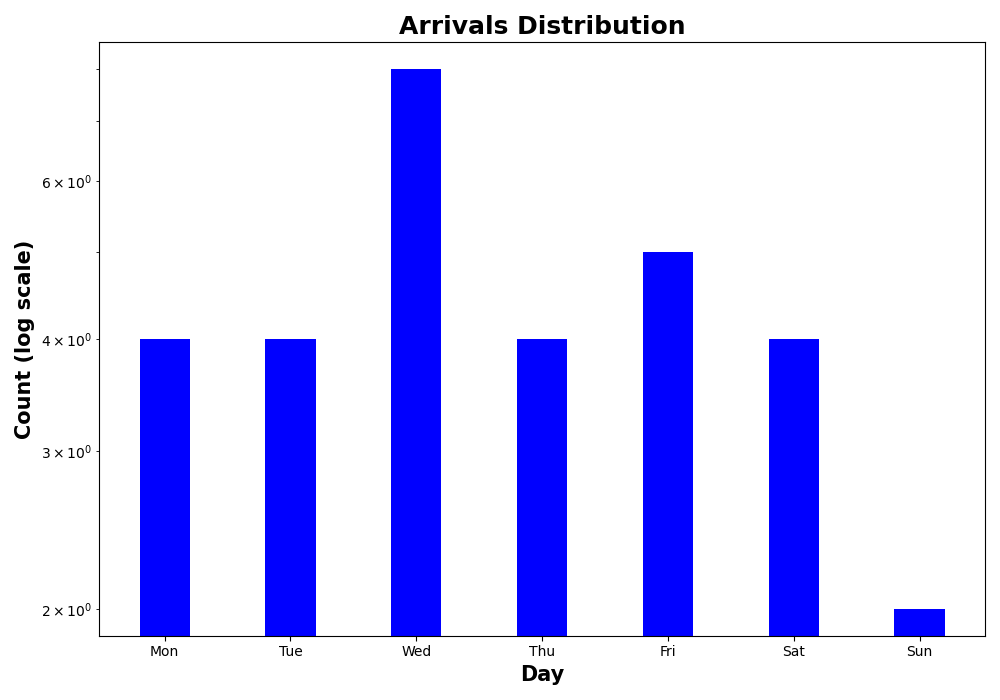 Arrivals Distribution
Count (log scale)
6 × 10⁰
4 × 10⁰
3 × 10⁰
2 × 10⁰
Mon Tue Wed Thu Fri Sat Sun
Day